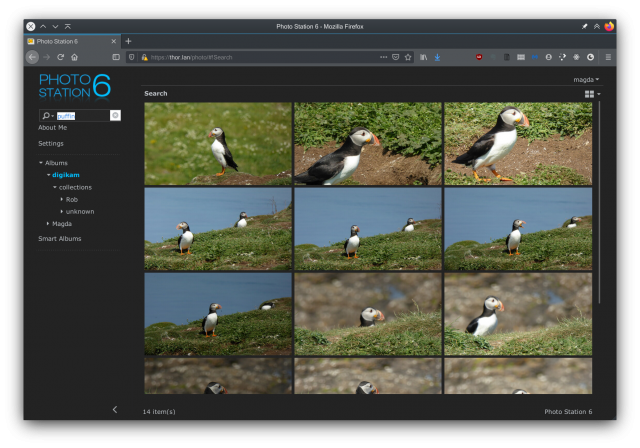 Photo Station 6 - Mozilla Firefox
Photo Station 6
https://thor.lan/photo/#!Search
PHOTO
STATION 6
magda
puffin
Search
About Me
Settings
Albums
digikam
collections
Rob
unknown
Magda
Smart Albums
14 item(s)
Photo Station 6